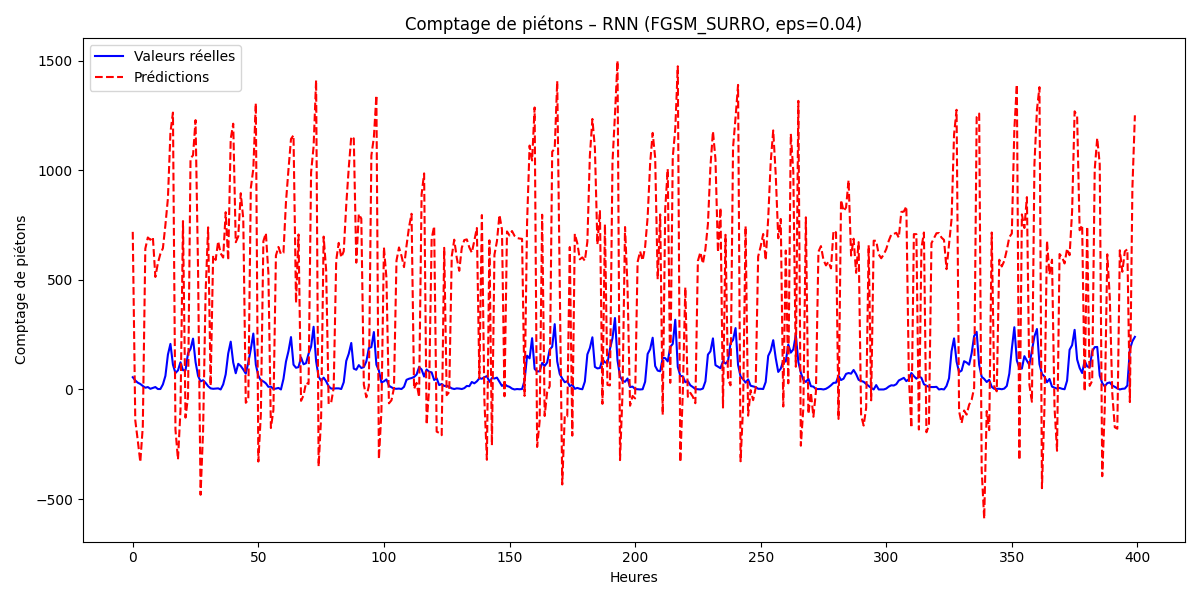 Comptage de piétons – RNN (FGSM_SURRO, eps=0.04)
Valeurs réelles
Prédictions
Comptage de piétons
1500
1000
500
0
−500
0 50 100 150 200 250 300 350 400
Heures